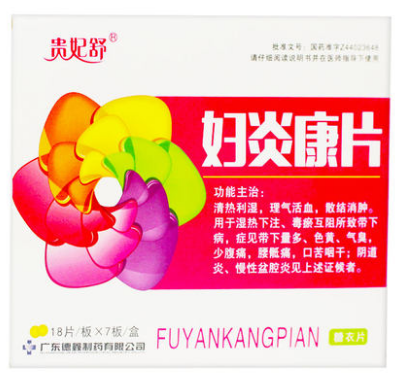 贵妃舒®
批准文号：国药准字Z44023648
请仔细阅读说明书并在医师指导下使用
妇炎康片
功能主治：
清热利湿，理气活血，散结消肿。
用于湿热下注、毒瘀互阻所致带下
病，症见带下量多、色黄、气臭，
少腹痛，腰骶痛，口苦咽干；阴道
炎、慢性盆腔炎见上述证候者。
18片/板×7板/盒
FUYANKANGPIAN
糖衣片
广东德鑫制药有限公司